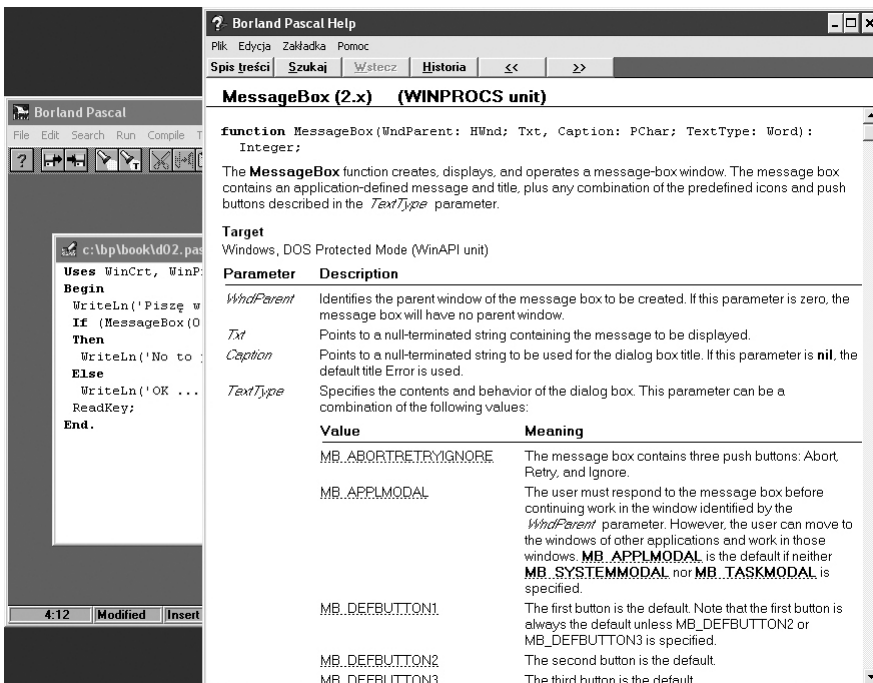 Borland Pascal
File Edit Search Run Compile T
?
T
c:\bp\book\d02.pas
Uses WinCrt, WinP
Begin
WriteLn('Piszę w
If (MessageBox(0
Then
WriteLn('No to
Else
WriteLn('OK ...
ReadKey;
End.
4:12 Modified Insert
Borland Pascal Help
Plik Edycja Zakładka Pomoc
Spis treści Szukaj Wstecz Historia << >>
MessageBox (2.x) (WINPROCS unit)
function MessageBox(WndParent: HWnd; Txt, Caption: PChar; TextType: Word):
Integer;
The MessageBox function creates, displays, and operates a message-box window. The message box
contains an application-defined message and title, plus any combination of the predefined icons and push
buttons described in the TextType parameter.
Target
Windows, DOS Protected Mode (WinAPI unit)
Parameter Description
WndParent Identifies the parent window of the message box to be created. If this parameter is zero, the
message box will have no parent window.
Txt Points to a null-terminated string containing the message to be displayed.
Caption Points to a null-terminated string to be used for the dialog box title. If this parameter is nil, the
default title Error is used.
TextType Specifies the contents and behavior of the dialog box. This parameter can be a
combination of the following values:
Value Meaning
MB_ABORTRETRYIGNORE The message box contains three push buttons: Abort,
Retry, and Ignore.
MB_APPLMODAL The user must respond to the message box before
continuing work in the window identified by the
WndParent parameter. However, the user can move to
the windows of other applications and work in those
windows. MB_APPLMODAL is the default if neither
MB_SYSTEMMODAL nor MB_TASKMODAL is
specified.
MB_DEFBUTTON1 The first button is the default. Note that the first button is
always the default unless MB_DEFBUTTON2 or
MB_DEFBUTTON3 is specified.
MB_DEFBUTTON2 The second button is the default.
MB_DEFBUTTON3 The third button is the default.